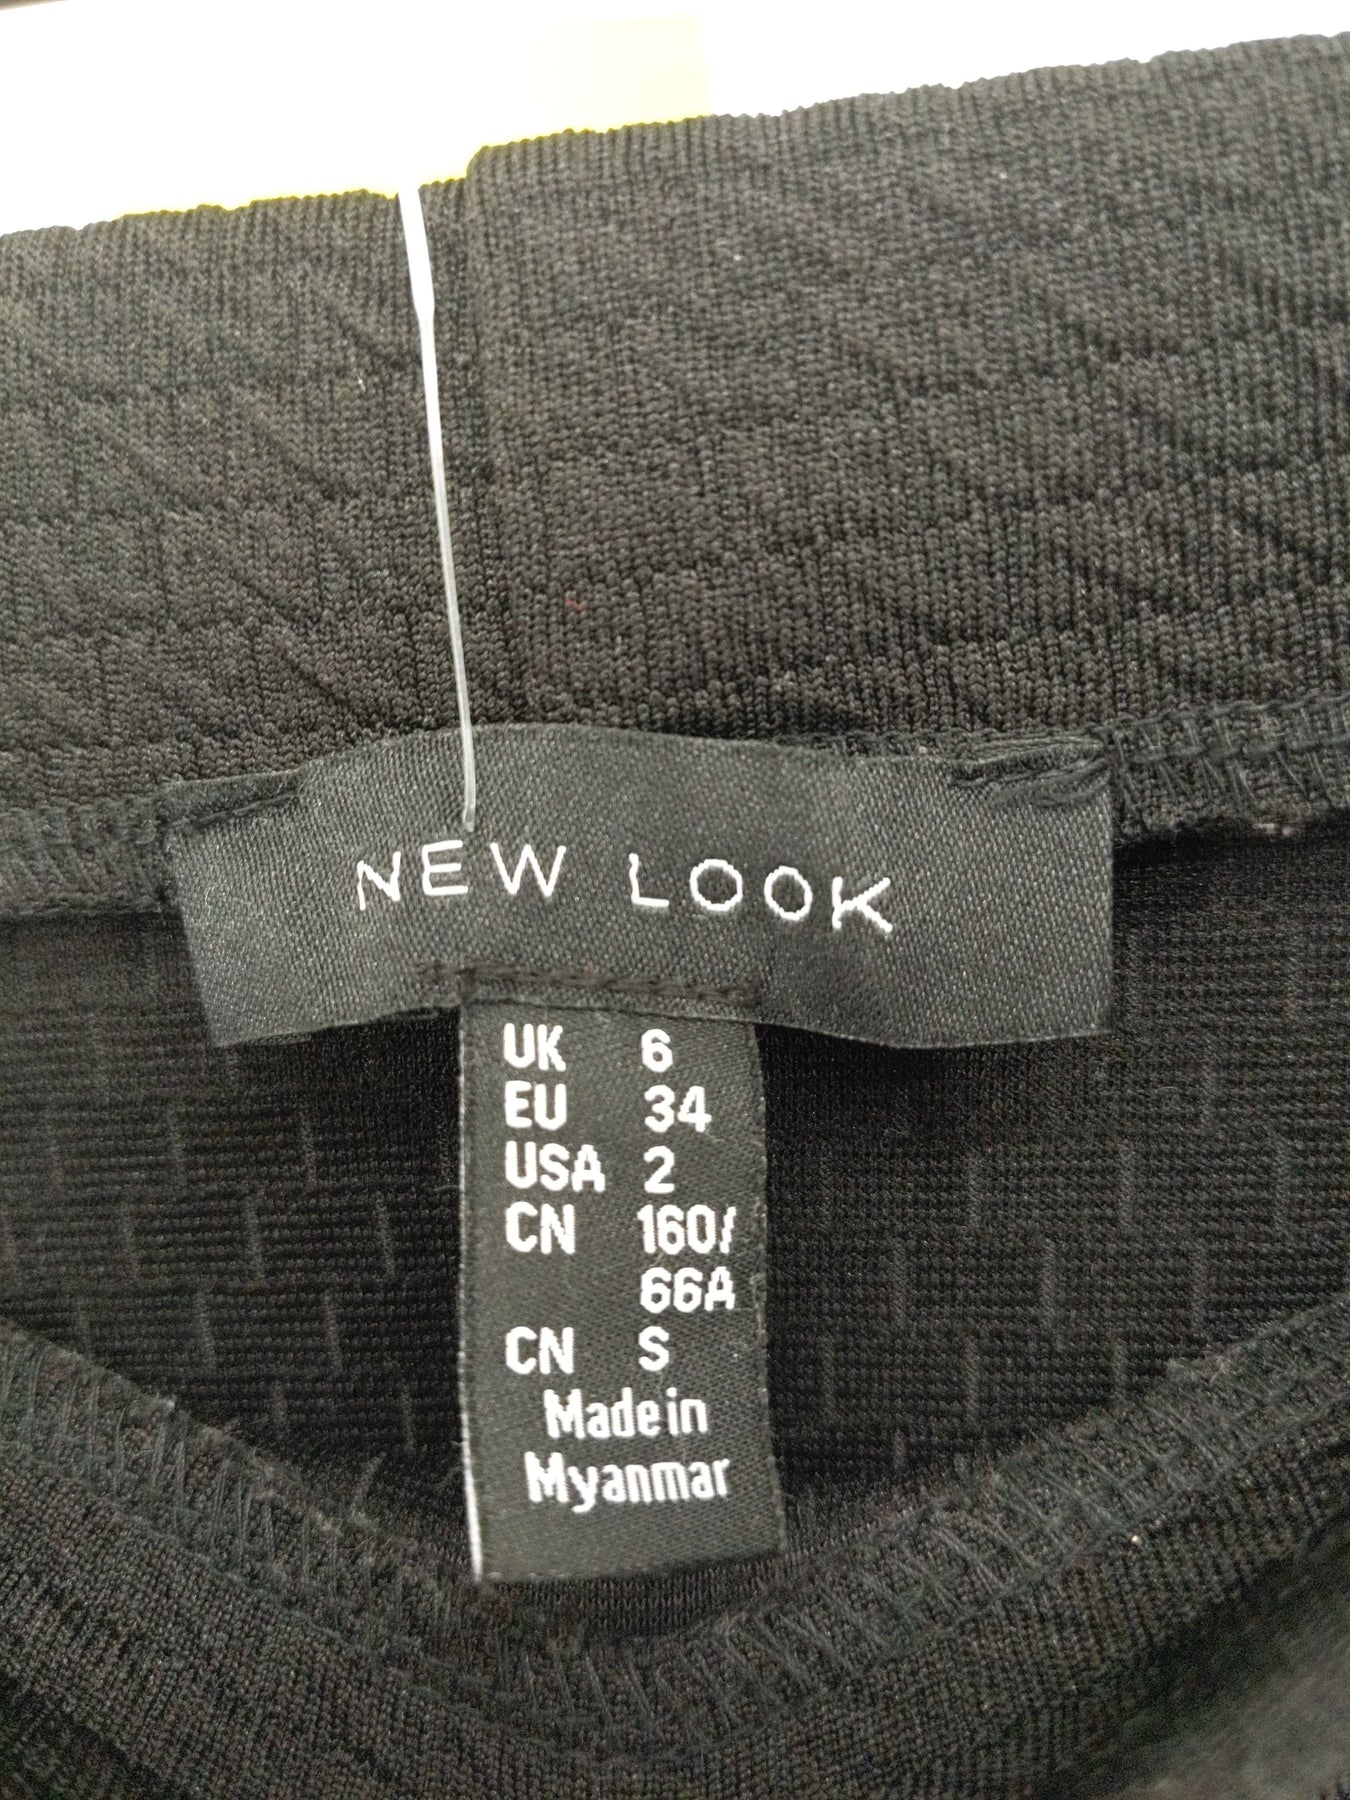 NEW LOOK
UK 6
EU 34
USA 2
CN 160/
66A
CN S
Made in
Myanmar